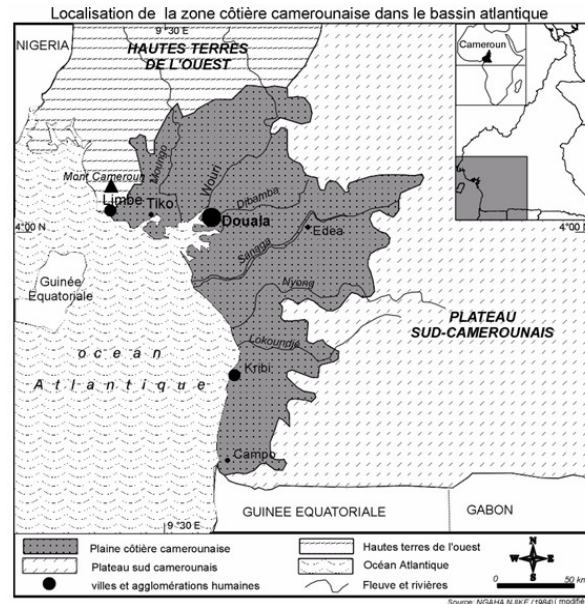 Localisation de la zone côtière camerounaise dans le bassin atlantique
NIGERIA
9°30 E
HAUTES TERRES
DE L'OUEST
Cameroun
Mont Cameroun
Moungo
Wouri
Limbe
Tiko
Dibamba
Douala
4°00 N
4°00 N
Edea
Sanaga
Guinée
Equatoriale
Nyong
PLATEAU
SUD-CAMEROUNAIS
Lokoundje
océan
Atlantique
Kribi
Campo
GUINEE EQUATORIALE
GABON
9°30 E
Plaine côtière camerounaise
Plateau sud camerounais
villes et agglomérations humaines
Hautes terres de l'ouest
Océan Atlantique
Fleuve et rivières
N
W
E
S
0
50 km
Source: NGAHA NJIKE (1984) ( modifié